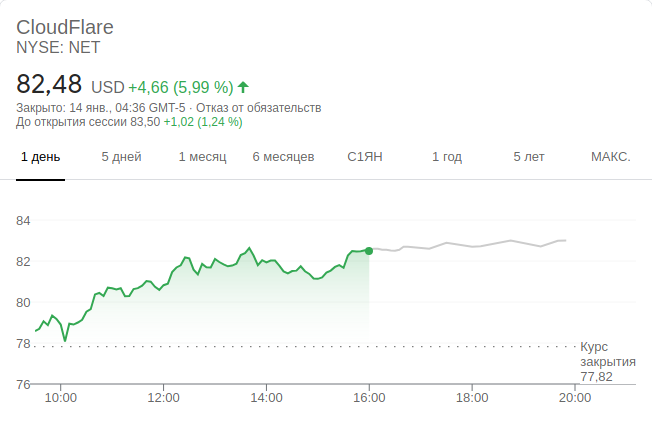 CloudFlare
NYSE: NET
82,48 USD +4,66 (5,99 %)
Закрыто: 14 янв., 04:36 GMT-5 · Отказ от обязательств
До открытия сессии 83,50 +1,02 (1,24 %)
1 день 5 дней 1 месяц 6 месяцев С1ЯН 1 год 5 лет МАКС.
84
82
80
78
Курс
закрытия
77,82
76
10:00 12:00 14:00 16:00 18:00 20:00